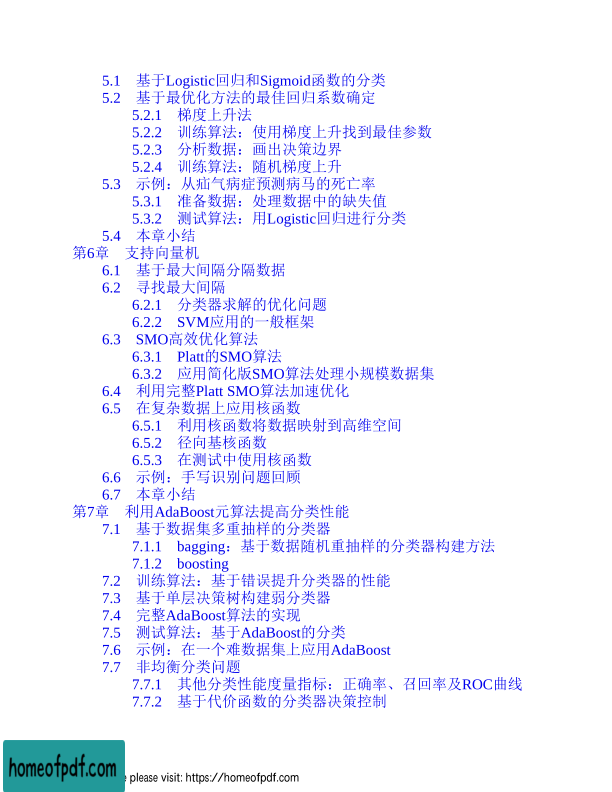 5.1 基于Logistic回归和Sigmoid函数的分类
5.2 基于最优化方法的最佳回归系数确定
5.2.1 梯度上升法
5.2.2 训练算法：使用梯度上升找到最佳参数
5.2.3 分析数据：画出决策边界
5.2.4 训练算法：随机梯度上升
5.3 示例：从疝气病症预测病马的死亡率
5.3.1 准备数据：处理数据中的缺失值
5.3.2 测试算法：用Logistic回归进行分类
5.4 本章小结
第6章 支持向量机
6.1 基于最大间隔分隔数据
6.2 寻找最大间隔
6.2.1 分类器求解的优化问题
6.2.2 SVM应用的一般框架
6.3 SMO高效优化算法
6.3.1 Platt的SMO算法
6.3.2 应用简化版SMO算法处理小规模数据集
6.4 利用完整Platt SMO算法加速优化
6.5 在复杂数据上应用核函数
6.5.1 利用核函数将数据映射到高维空间
6.5.2 径向基核函数
6.5.3 在测试中使用核函数
6.6 示例：手写识别问题回顾
6.7 本章小结
第7章 利用AdaBoost元算法提高分类性能
7.1 基于数据集多重抽样的分类器
7.1.1 bagging：基于数据随机重抽样的分类器构建方法
7.1.2 boosting
7.2 训练算法：基于错误提升分类器的性能
7.3 基于单层决策树构建弱分类器
7.4 完整AdaBoost算法的实现
7.5 测试算法：基于AdaBoost的分类
7.6 示例：在一个难数据集上应用AdaBoost
7.7 非均衡分类问题
7.7.1 其他分类性能度量指标：正确率、召回率及ROC曲线
7.7.2 基于代价函数的分类器决策控制
homeofpdf.com
please visit: https://homeofpdf.com